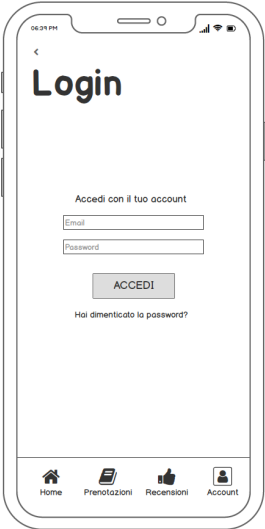 06:39 PM
Login
Accedi con il tuo account
Email
Password
ACCEDI
Hai dimenticato la password?
Home Prenotazioni Recensioni Account